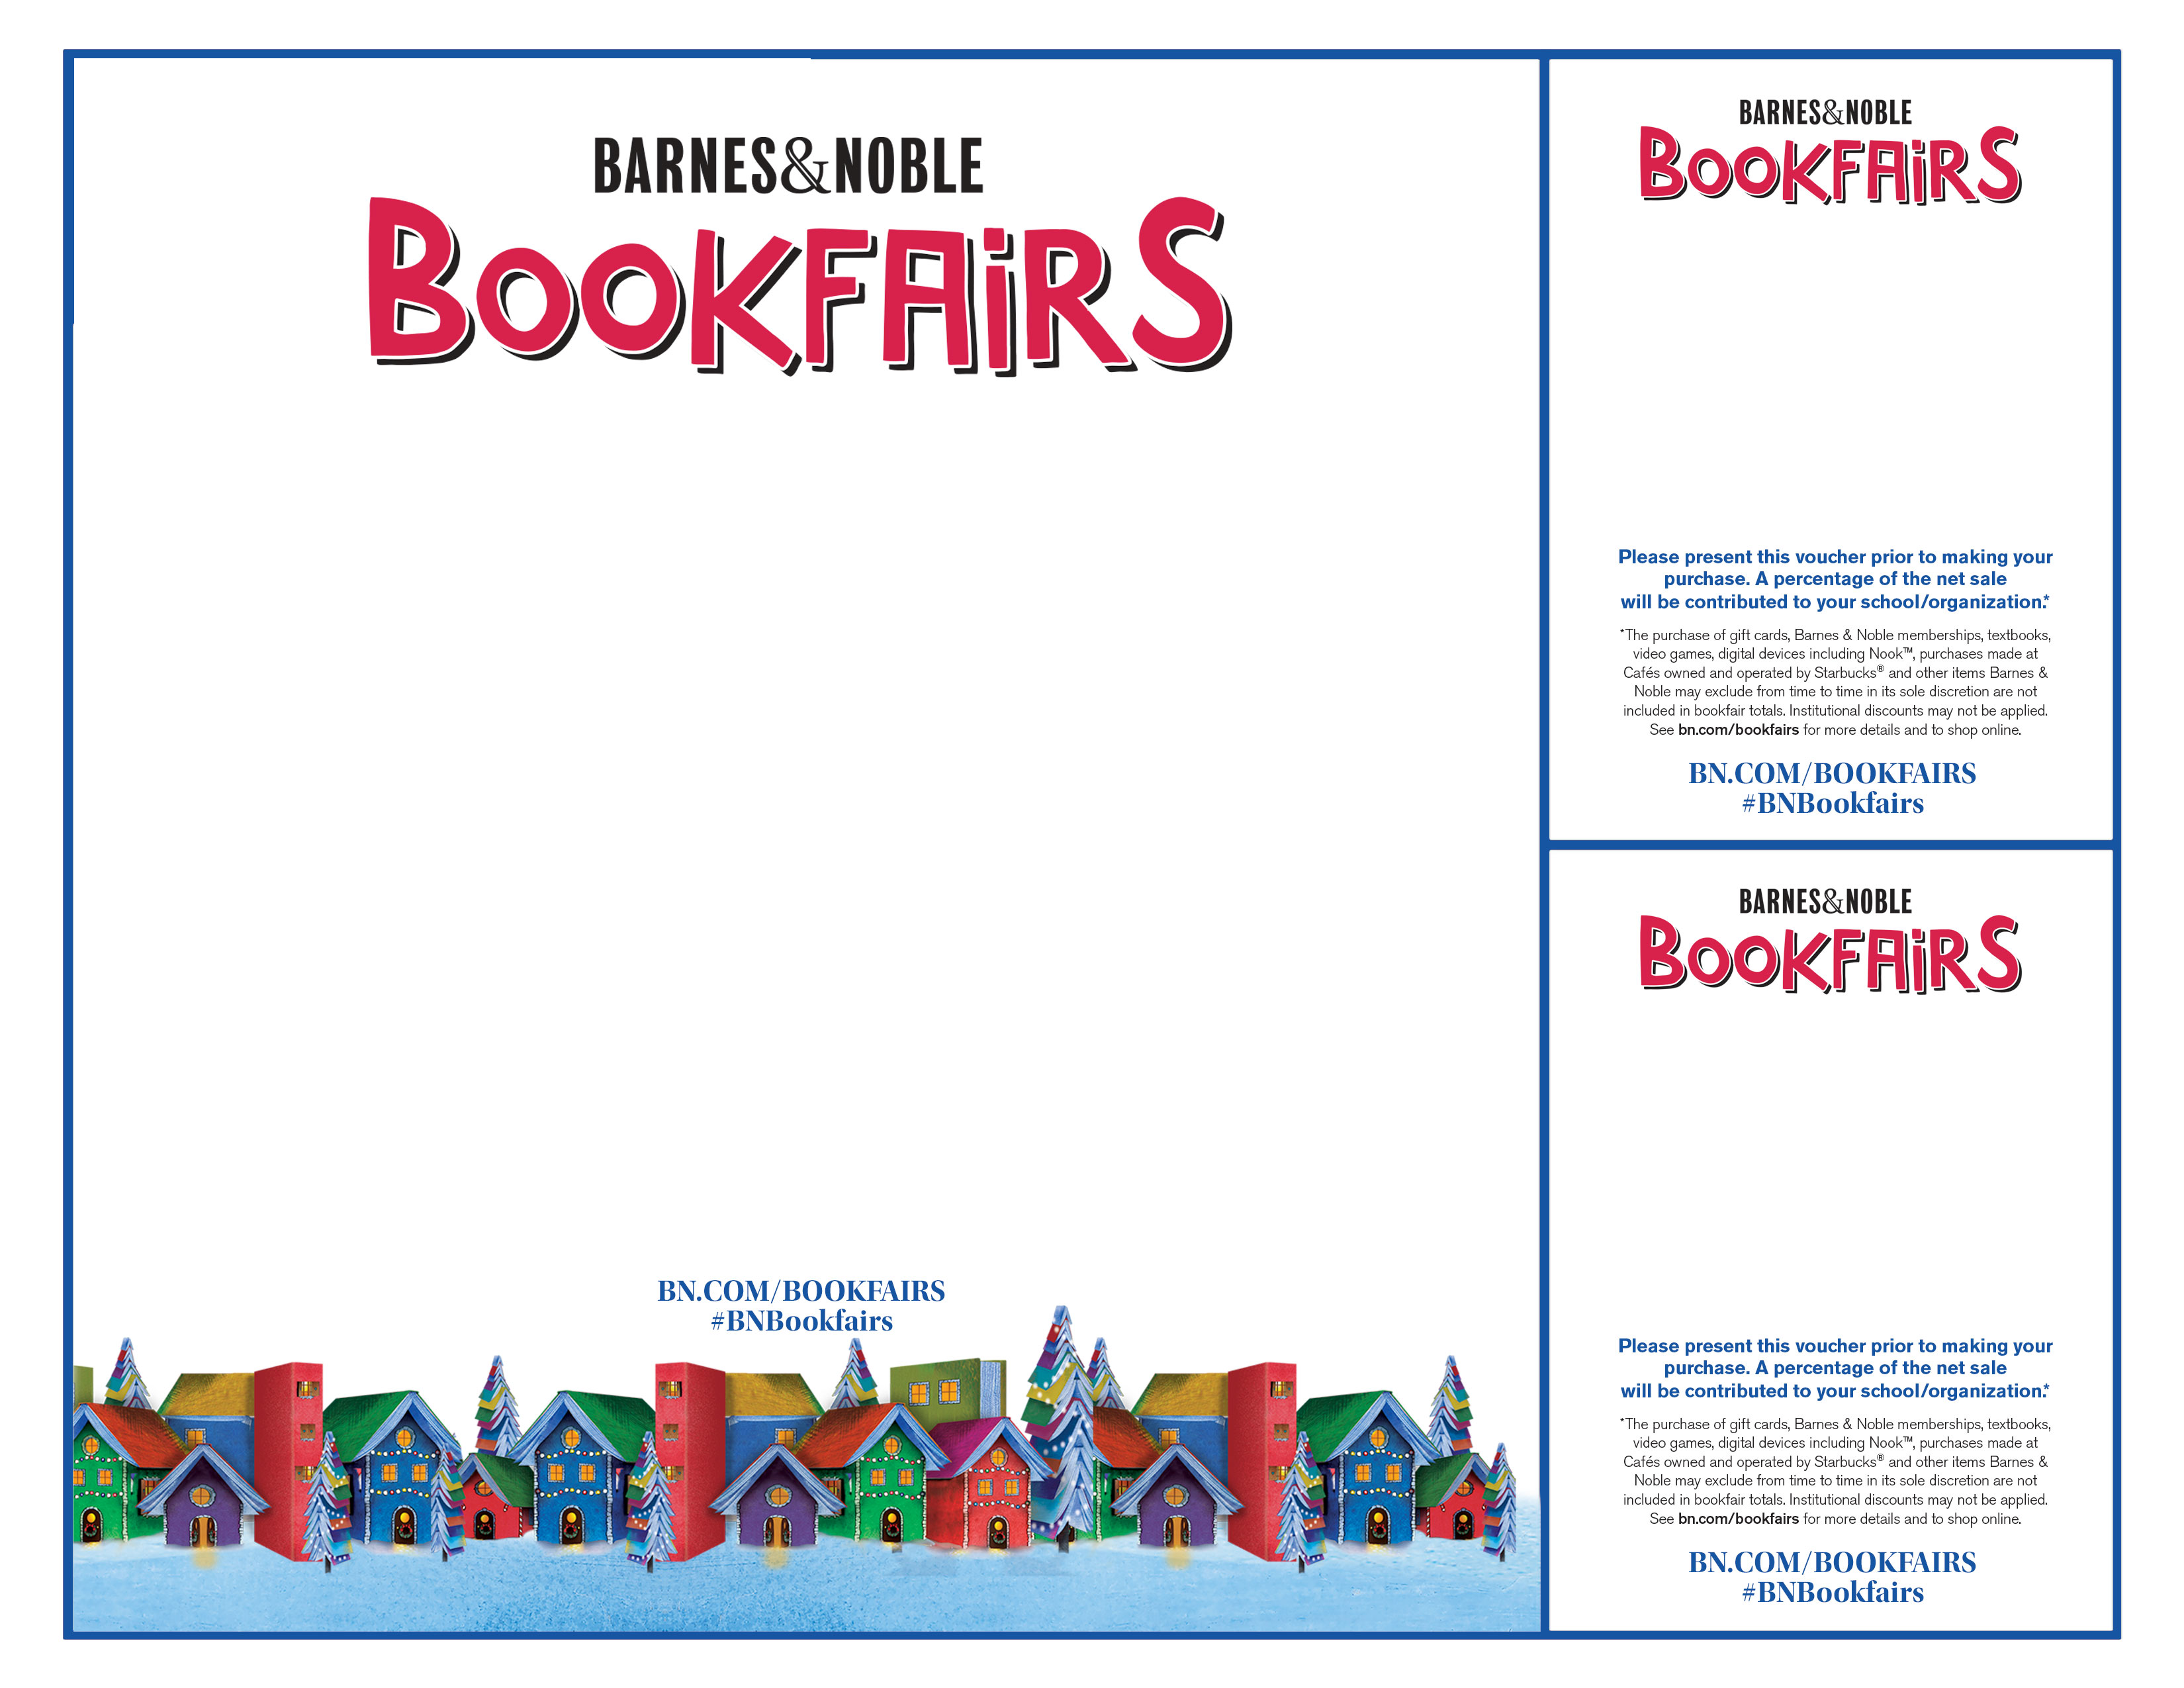 BARNES&NOBLE
BOOKFAiRS
BN.COM/BOOKFAIRS
#BNBookfairs
BARNES&NOBLE
BOOKFAiRS
Please present this voucher prior to making your
purchase. A percentage of the net sale
will be contributed to your school/organization.*
*The purchase of gift cards, Barnes & Noble memberships, textbooks,
video games, digital devices including Nook™, purchases made at
Cafés owned and operated by Starbucks® and other items Barnes &
Noble may exclude from time to time in its sole discretion are not
included in bookfair totals. Institutional discounts may not be applied.
See bn.com/bookfairs for more details and to shop online.
BN.COM/BOOKFAIRS
#BNBookfairs
BARNES&NOBLE
BOOKFAiRS
Please present this voucher prior to making your
purchase. A percentage of the net sale
will be contributed to your school/organization.*
*The purchase of gift cards, Barnes & Noble memberships, textbooks,
video games, digital devices including Nook™, purchases made at
Cafés owned and operated by Starbucks® and other items Barnes &
Noble may exclude from time to time in its sole discretion are not
included in bookfair totals. Institutional discounts may not be applied.
See bn.com/bookfairs for more details and to shop online.
BN.COM/BOOKFAIRS
#BNBookfairs